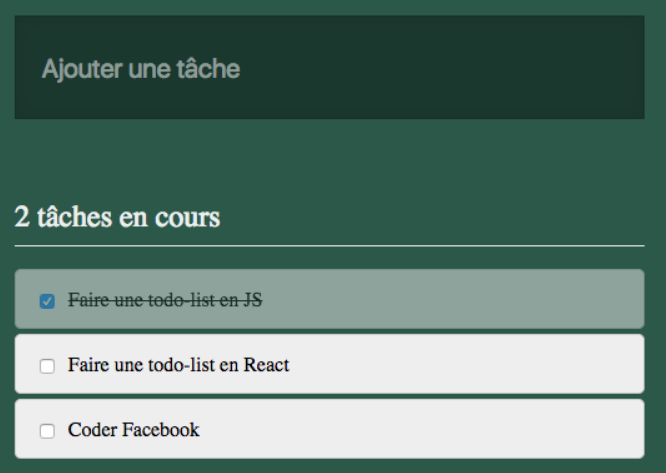 Ajouter une tâche
2 tâches en cours
Faire une todo-list en JS
Faire une todo-list en React
Coder Facebook